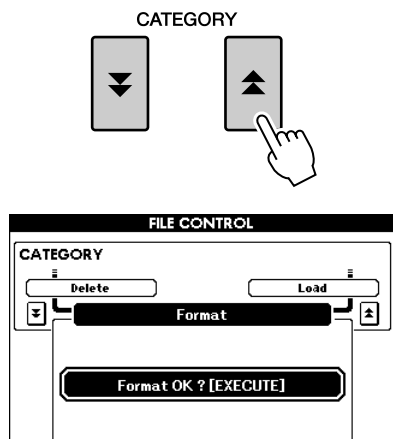 CATEGORY
FILE CONTROL
CATEGORY
Delete
Load
Format
Format OK ? [EXECUTE]